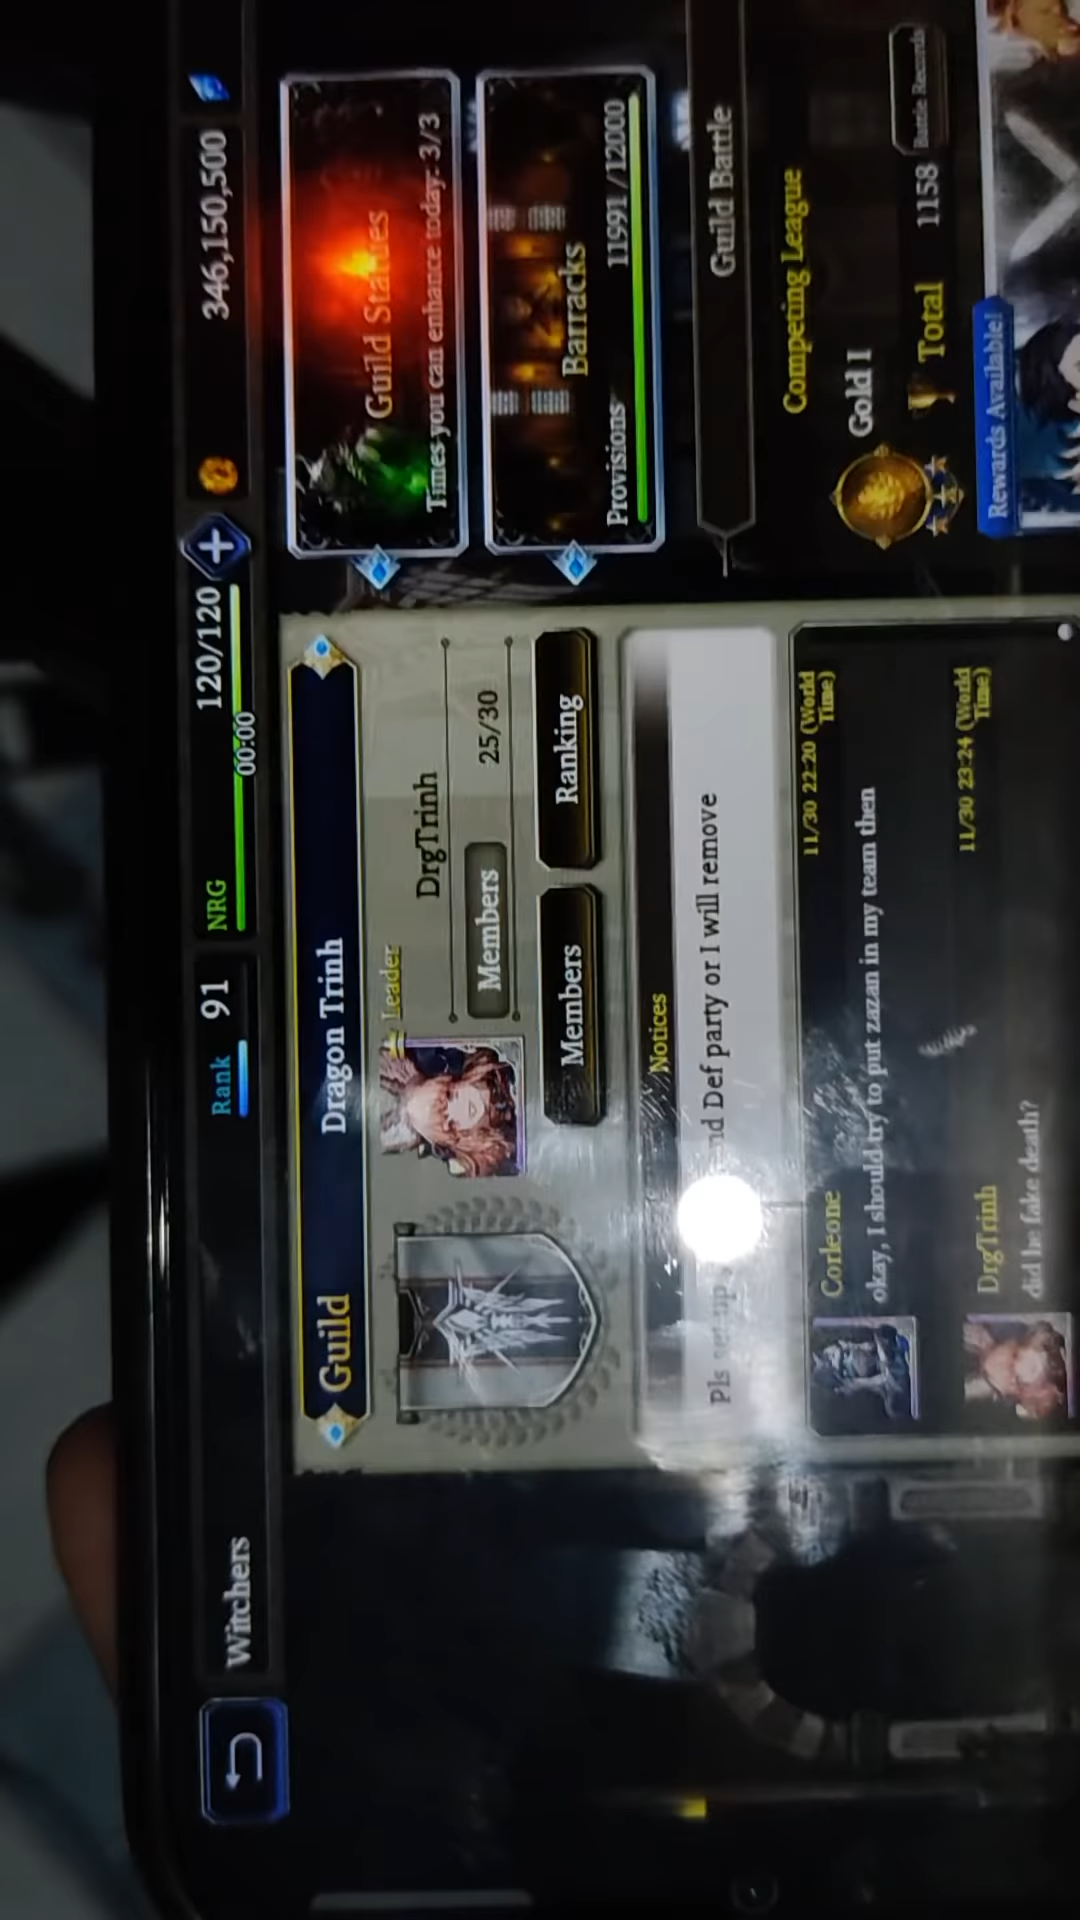 Witchers
Rank 91
NRG 120/120
00:00
346,150,500
Guild Dragon Trinh
Leader
DrgTrinh
Members 25/30
Members
Ranking
Notices
Pls Def party or I will remove
Corleone 11/30 22:20 (World Time)
okay, I should try to put zazan in my team then
DrgTrinh 11/30 23:24 (World Time)
did he fake death?
Guild Statues
Times you can enhance today: 3/3
Barracks
Provisions 11991/12000
Guild Battle
Competing League
Gold I
Total 1158
Battle Records
Rewards Available!